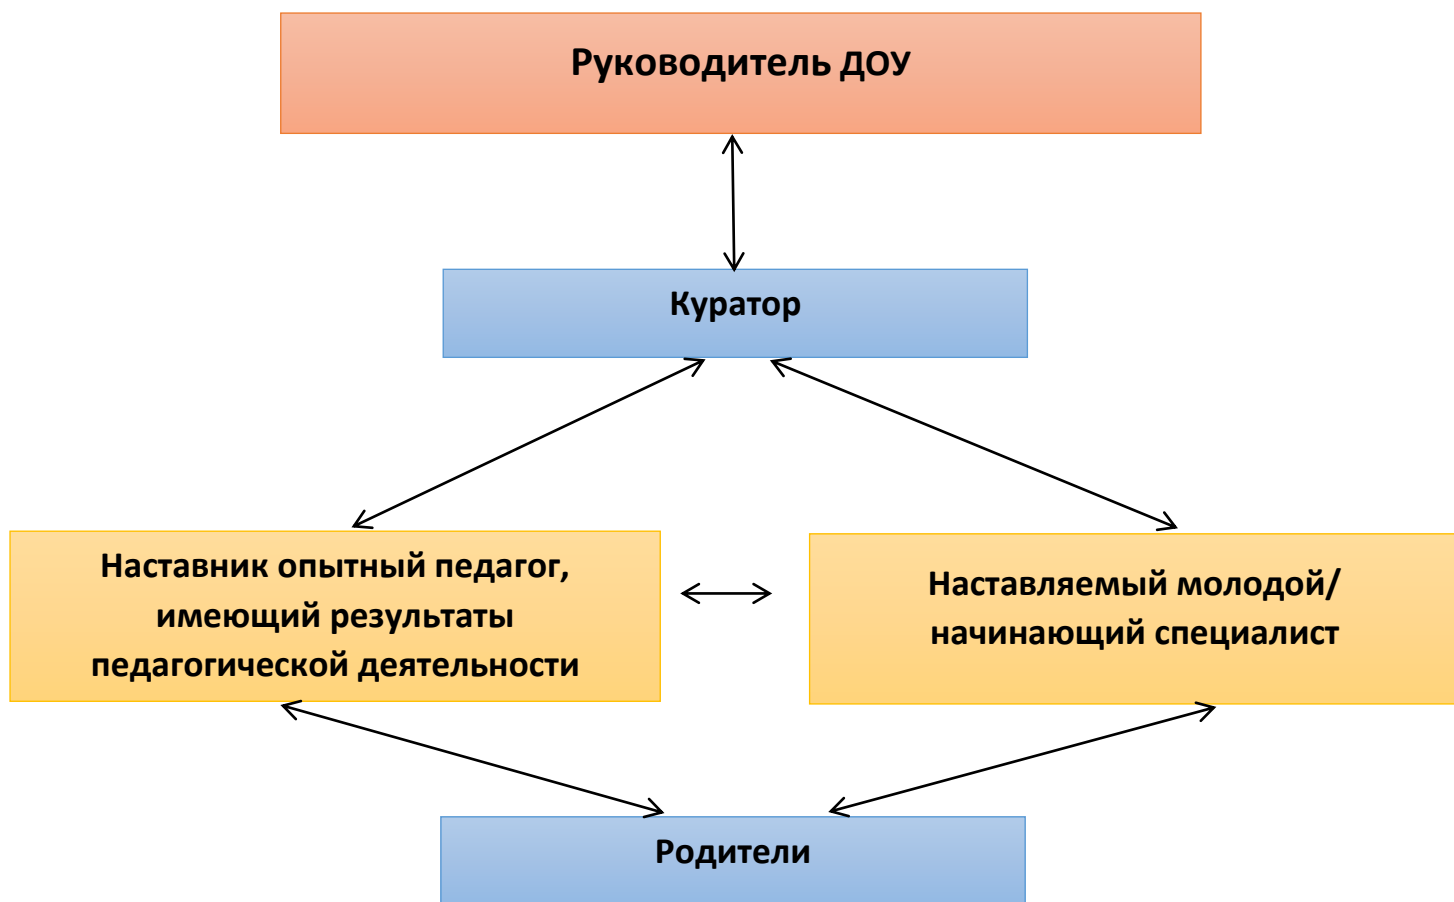 Руководитель ДОУ
Куратор
Наставник опытный педагог,
имеющий результаты
педагогической деятельности
Наставляемый молодой/
начинающий специалист
Родители